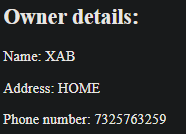 Owner details:
Name: XAB
Address: HOME
Phone number: 7325763259